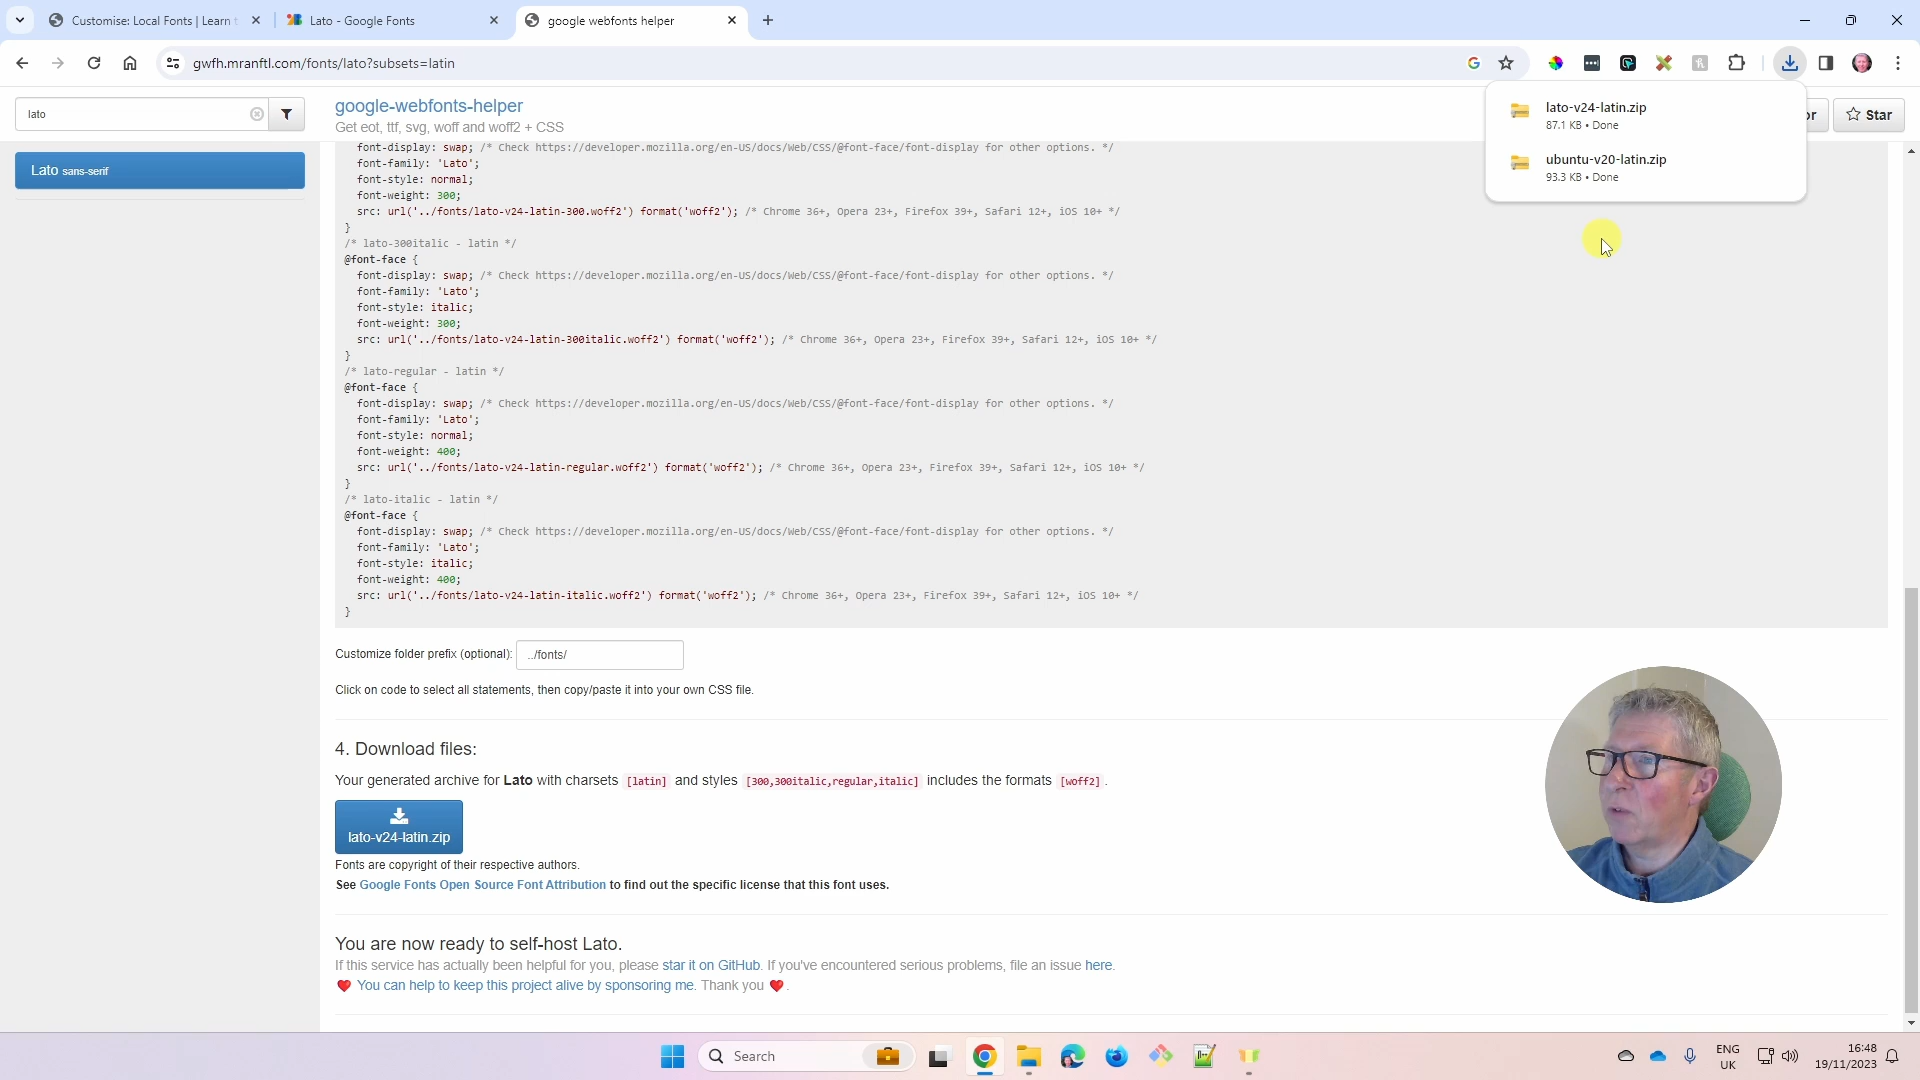 Customise: Local Fonts | Learn
Lato - Google Fonts
google webfonts helper
gwfh.mranftl.com/fonts/lato?subsets=latin
lato
Lato sans-serif
google-webfonts-helper
Get eot, ttf, svg, woff and woff2 + CSS
lato-v24-latin.zip
87.1 KB • Done
ubuntu-v20-latin.zip
93.3 KB • Done
or
Star
font-display: swap; /* Check https://developer.mozilla.org/en-US/docs/Web/CSS/@font-face/font-display for other options. */
font-family: 'Lato';
font-style: normal;
font-weight: 300;
src: url('../fonts/lato-v24-latin-300.woff2') format('woff2'); /* Chrome 36+, Opera 23+, Firefox 39+, Safari 12+, iOS 10+ */
}
/* lato-300italic - latin */
@font-face {
font-display: swap; /* Check https://developer.mozilla.org/en-US/docs/Web/CSS/@font-face/font-display for other options. */
font-family: 'Lato';
font-style: italic;
font-weight: 300;
src: url('../fonts/lato-v24-latin-300italic.woff2') format('woff2'); /* Chrome 36+, Opera 23+, Firefox 39+, Safari 12+, iOS 10+ */
}
/* lato-regular - latin */
@font-face {
font-display: swap; /* Check https://developer.mozilla.org/en-US/docs/Web/CSS/@font-face/font-display for other options. */
font-family: 'Lato';
font-style: normal;
font-weight: 400;
src: url('../fonts/lato-v24-latin-regular.woff2') format('woff2'); /* Chrome 36+, Opera 23+, Firefox 39+, Safari 12+, iOS 10+ */
}
/* lato-italic - latin */
@font-face {
font-display: swap; /* Check https://developer.mozilla.org/en-US/docs/Web/CSS/@font-face/font-display for other options. */
font-family: 'Lato';
font-style: italic;
font-weight: 400;
src: url('../fonts/lato-v24-latin-italic.woff2') format('woff2'); /* Chrome 36+, Opera 23+, Firefox 39+, Safari 12+, iOS 10+ */
}
Customize folder prefix (optional): ../fonts/
Click on code to select all statements, then copy/paste it into your own CSS file.
4. Download files:
Your generated archive for Lato with charsets [latin] and styles [300,300italic,regular,italic] includes the formats [woff2] .
lato-v24-latin.zip
Fonts are copyright of their respective authors.
See Google Fonts Open Source Font Attribution to find out the specific license that this font uses.
You are now ready to self-host Lato.
If this service has actually been helpful for you, please star it on GitHub. If you've encountered serious problems, file an issue here.
❤ You can help to keep this project alive by sponsoring me. Thank you ❤.
Search
ENG
UK
16:48
19/11/2023